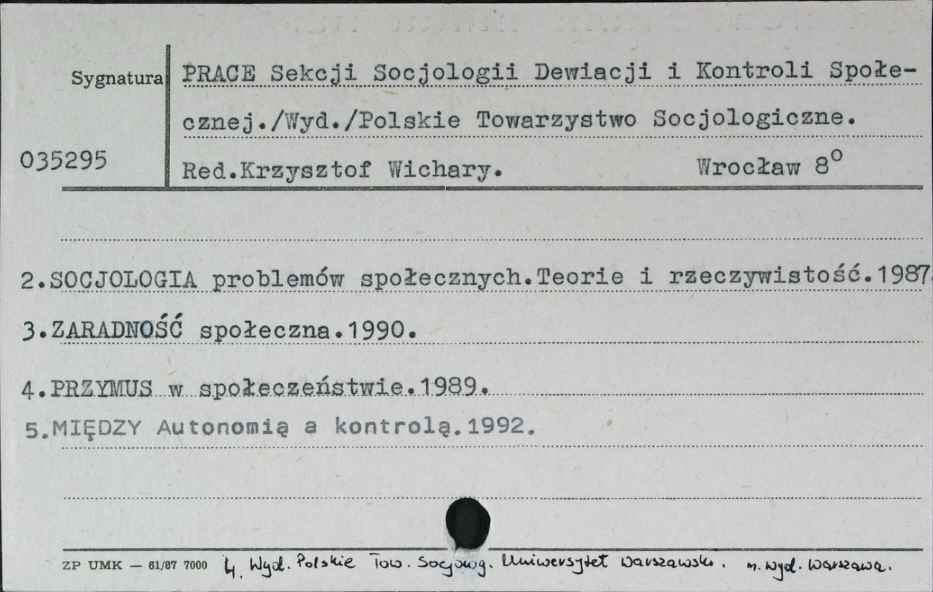 Sygnatura
PRACE Sekcji Socjologii Dewiacji i Kontroli Społe-
cznej./Wyd./Polskie Towarzystwo Socjologiczne.
035295
Red.Krzysztof Wichary. Wrocław 8°
2.SOCJOLOGIA problemów społecznych.Teorie i rzeczywistość.1987.
3.ZARADNOŚĆ społeczna.1990.
4.PRZYMUS w społeczeństwie.1989.
5.MIĘDZY Autonomią a kontrolą.1992.
ZP UMK — 61/87 7000 4. Wyd. Polskie Tow. Uniwersytet Warszawski. m. wyd. Warszawa.